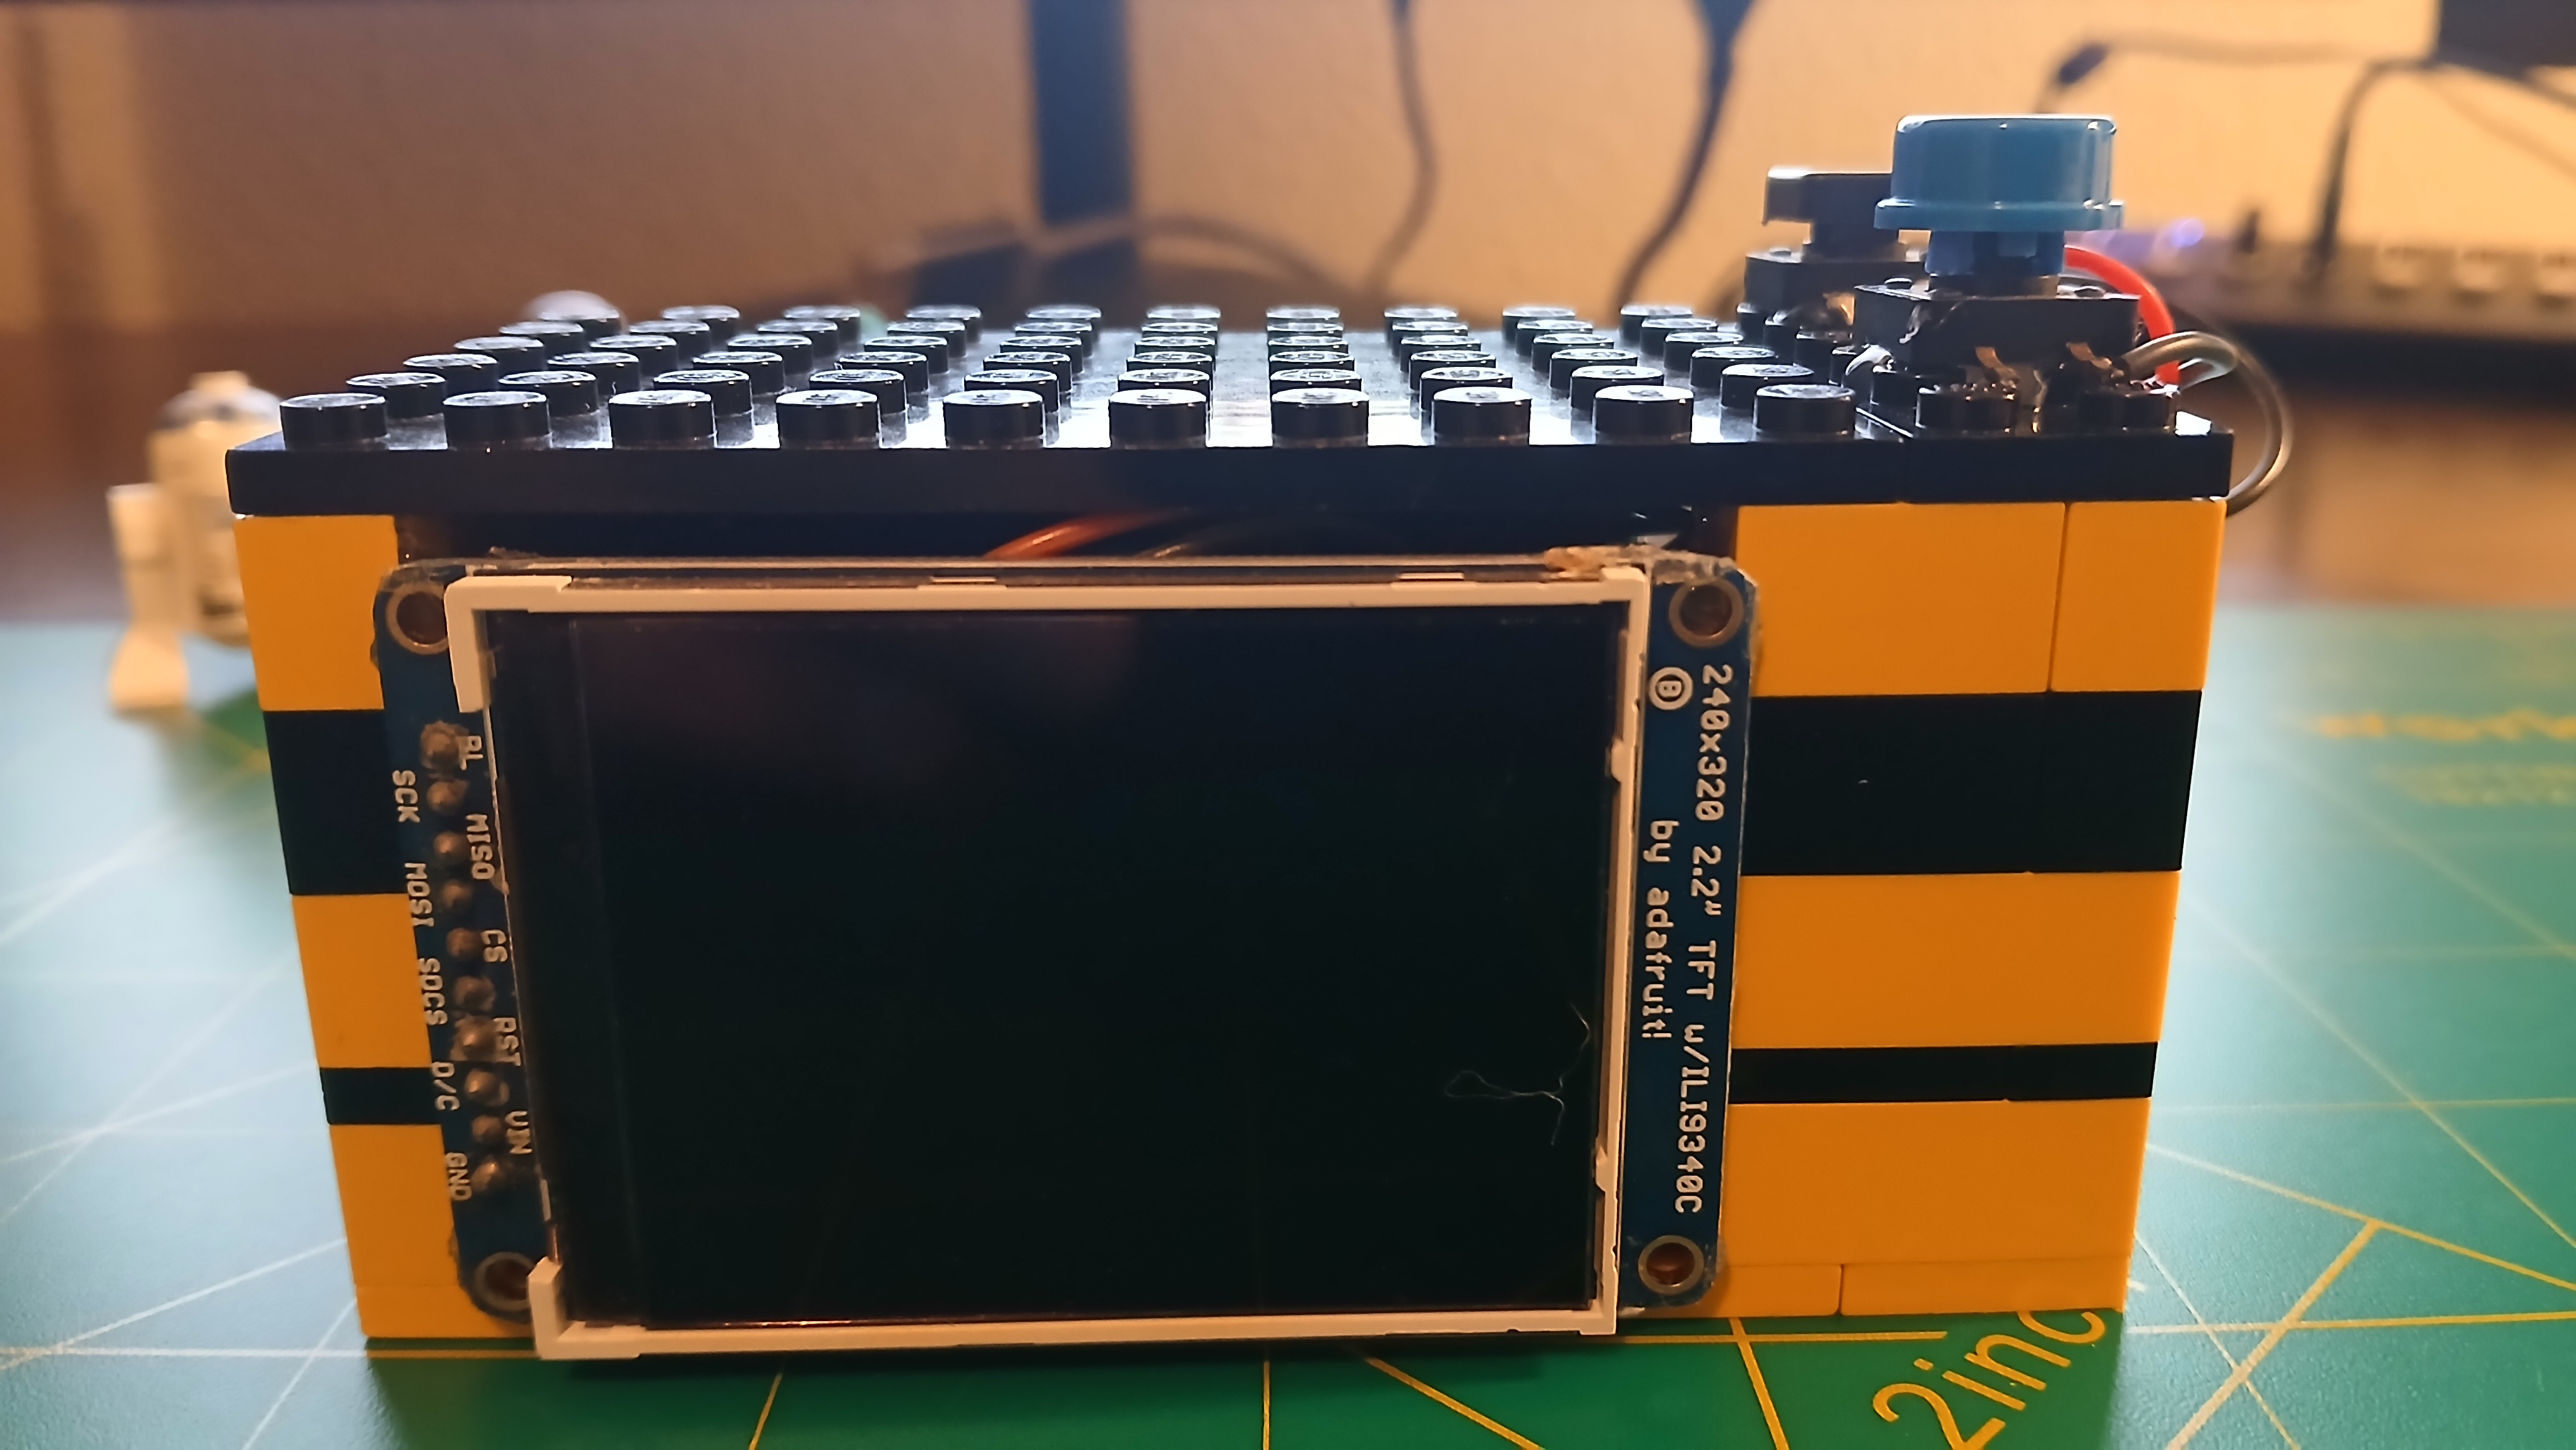 BL
SCK
MISO
MOSI
CS
SDCS
RST
D/C
VIN
GND
240x320 2.2" TFT w/ILI9340C
by adafruit!
B
2inc